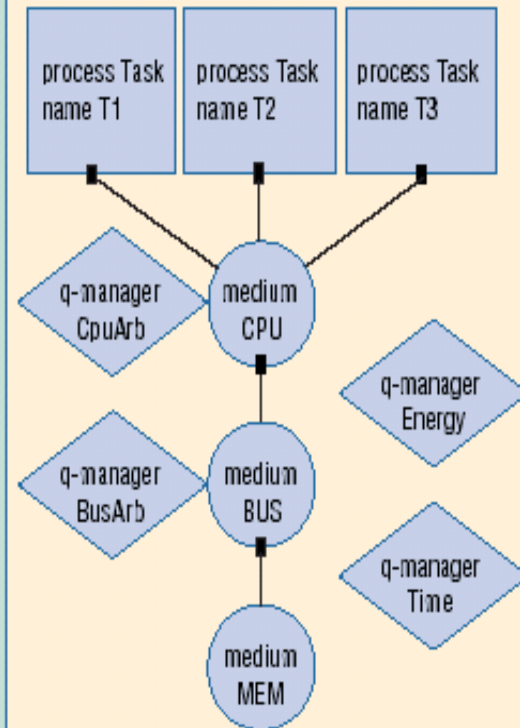 process Task
name T1
process Task
name T2
process Task
name T3
q-manager
CpuArb
medium
CPU
q-manager
Energy
q-manager
BusArb
medium
BUS
q-manager
Time
medium
MEM